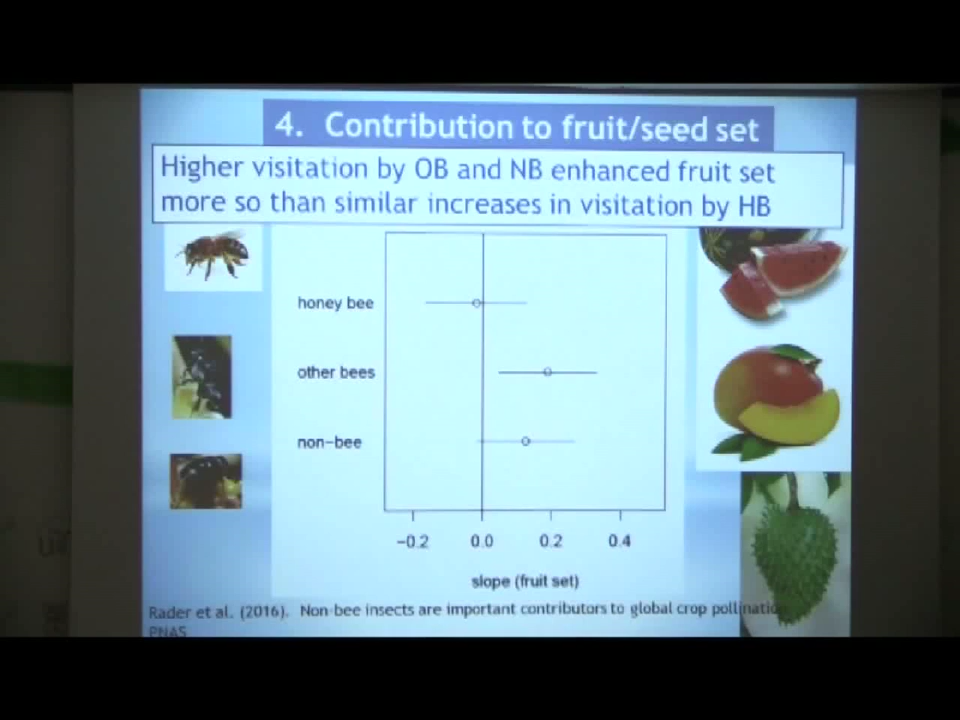 4. Contribution to fruit/seed set
Higher visitation by OB and NB enhanced fruit set
more so than similar increases in visitation by HB
honey bee
other bees
non-bee
-0.2 0.0 0.2 0.4
slope (fruit set)
Rader et al. (2016). Non-bee insects are important contributors to global crop pollination
PNAS